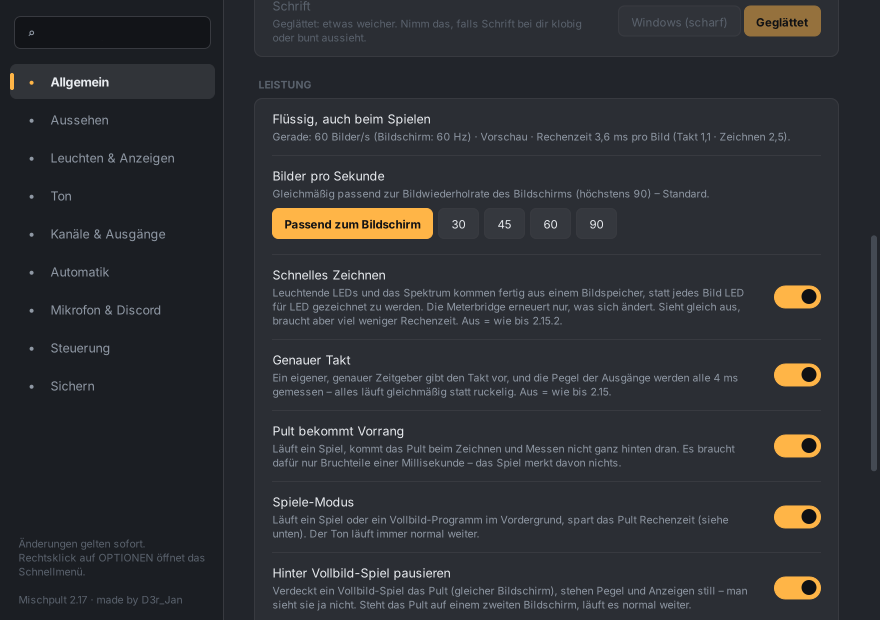 Allgemein
Aussehen
Leuchten & Anzeigen
Ton
Kanäle & Ausgänge
Automatik
Mikrofon & Discord
Steuerung
Sichern
Änderungen gelten sofort.
Rechtsklick auf OPTIONEN öffnet das
Schnellmenü.
Mischpult 2.17 · made by D3r_Jan
Schrift
Geglättet: etwas weicher. Nimm das, falls Schrift bei dir klobig
oder bunt aussieht.
Windows (scharf) Geglättet
LEISTUNG
Flüssig, auch beim Spielen
Gerade: 60 Bilder/s (Bildschirm: 60 Hz) · Vorschau · Rechenzeit 3,6 ms pro Bild (Takt 1,1 · Zeichnen 2,5).
Bilder pro Sekunde
Gleichmäßig passend zur Bildwiederholrate des Bildschirms (höchstens 90) – Standard.
Passend zum Bildschirm 30 45 60 90
Schnelles Zeichnen
Leuchtende LEDs und das Spektrum kommen fertig aus einem Bildspeicher, statt jedes Bild LED
für LED gezeichnet zu werden. Die Meterbridge erneuert nur, was sich ändert. Sieht gleich aus,
braucht aber viel weniger Rechenzeit. Aus = wie bis 2.15.2.
Genauer Takt
Ein eigener, genauer Zeitgeber gibt den Takt vor, und die Pegel der Ausgänge werden alle 4 ms
gemessen – alles läuft gleichmäßig statt ruckelig. Aus = wie bis 2.15.
Pult bekommt Vorrang
Läuft ein Spiel, kommt das Pult beim Zeichnen und Messen nicht ganz hinten dran. Es braucht
dafür nur Bruchteile einer Millisekunde – das Spiel merkt davon nichts.
Spiele-Modus
Läuft ein Spiel oder ein Vollbild-Programm im Vordergrund, spart das Pult Rechenzeit (siehe
unten). Der Ton läuft immer normal weiter.
Hinter Vollbild-Spiel pausieren
Verdeckt ein Vollbild-Spiel das Pult (gleicher Bildschirm), stehen Pegel und Anzeigen still – man
sieht sie ja nicht. Steht das Pult auf einem zweiten Bildschirm, läuft es normal weiter.